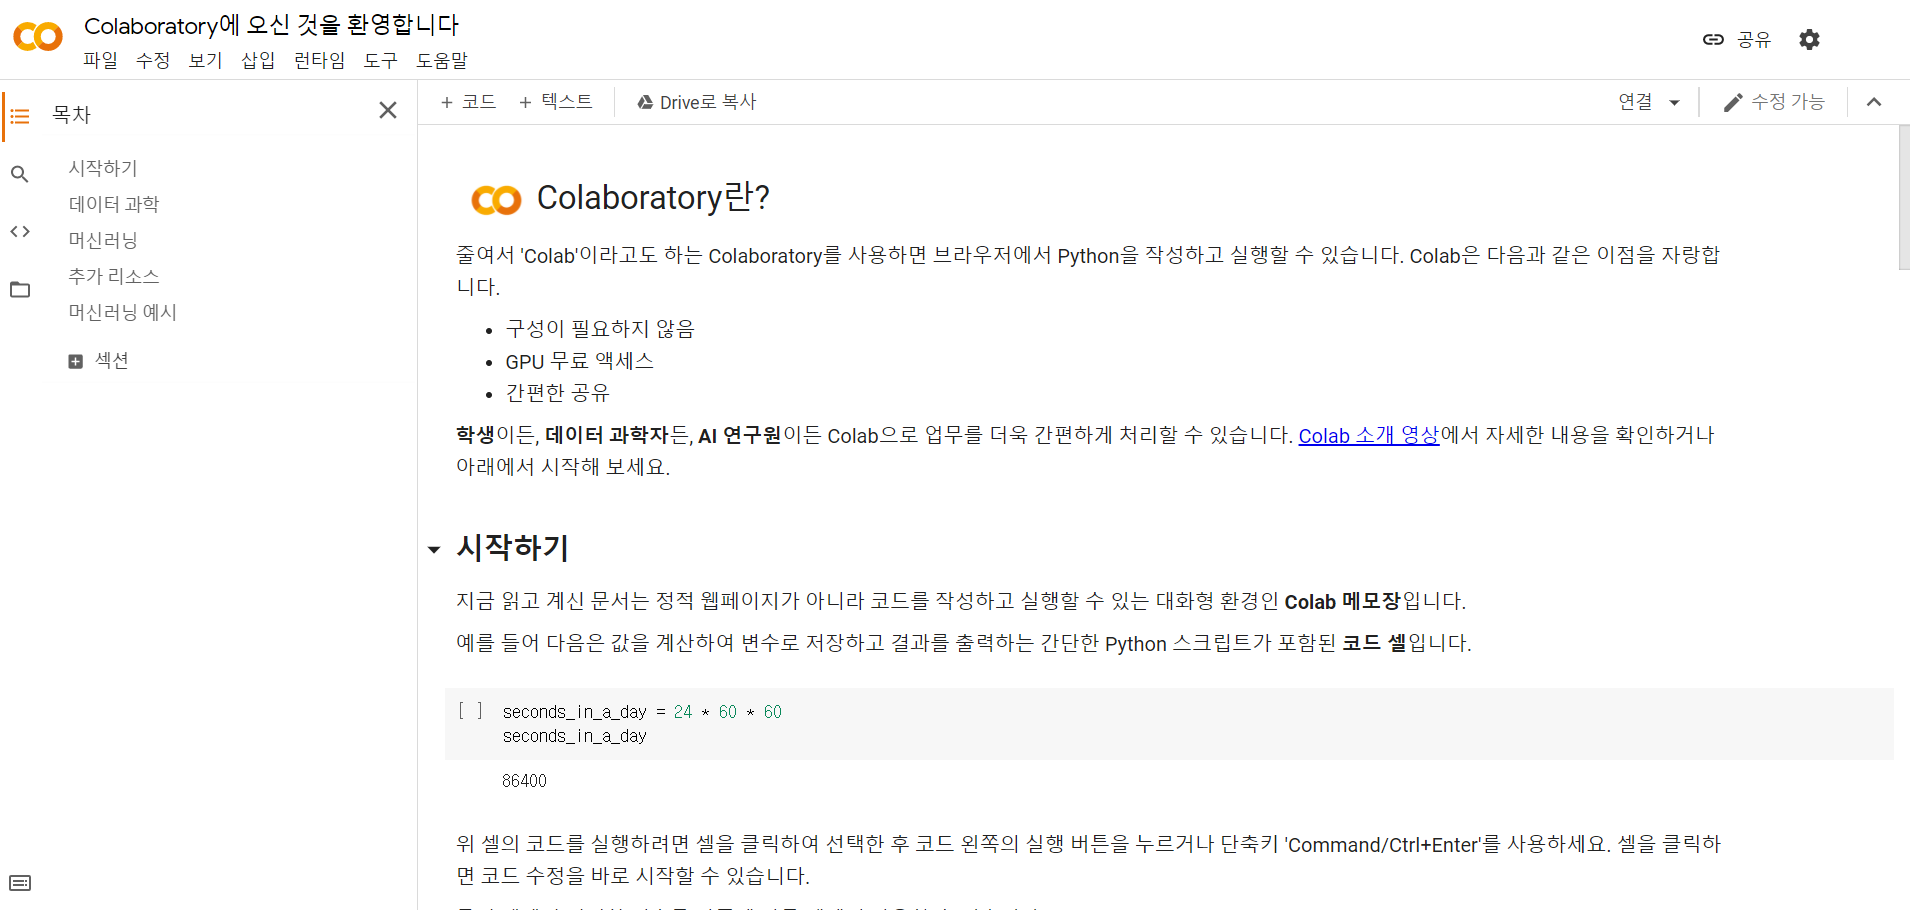 Colaboratory에 오신 것을 환영합니다
파일 수정 보기 삽입 런타임 도구 도움말
공유
목차
시작하기
데이터 과학
머신러닝
추가 리소스
머신러닝 예시
섹션
+ 코드 + 텍스트 Drive로 복사
연결 수정 가능
Colaboratory란?
줄여서 'Colab'이라고도 하는 Colaboratory를 사용하면 브라우저에서 Python을 작성하고 실행할 수 있습니다. Colab은 다음과 같은 이점을 자랑합
니다.
• 구성이 필요하지 않음
• GPU 무료 액세스
• 간편한 공유
학생이든, 데이터 과학자든, AI 연구원이든 Colab으로 업무를 더욱 간편하게 처리할 수 있습니다. Colab 소개 영상에서 자세한 내용을 확인하거나
아래에서 시작해 보세요.
시작하기
지금 읽고 계신 문서는 정적 웹페이지가 아니라 코드를 작성하고 실행할 수 있는 대화형 환경인 Colab 메모장입니다.
예를 들어 다음은 값을 계산하여 변수로 저장하고 결과를 출력하는 간단한 Python 스크립트가 포함된 코드 셀입니다.
[ ] seconds_in_a_day = 24 * 60 * 60
seconds_in_a_day
86400
위 셀의 코드를 실행하려면 셀을 클릭하여 선택한 후 코드 왼쪽의 실행 버튼을 누르거나 단축키 'Command/Ctrl+Enter'를 사용하세요. 셀을 클릭하
면 코드 수정을 바로 시작할 수 있습니다.